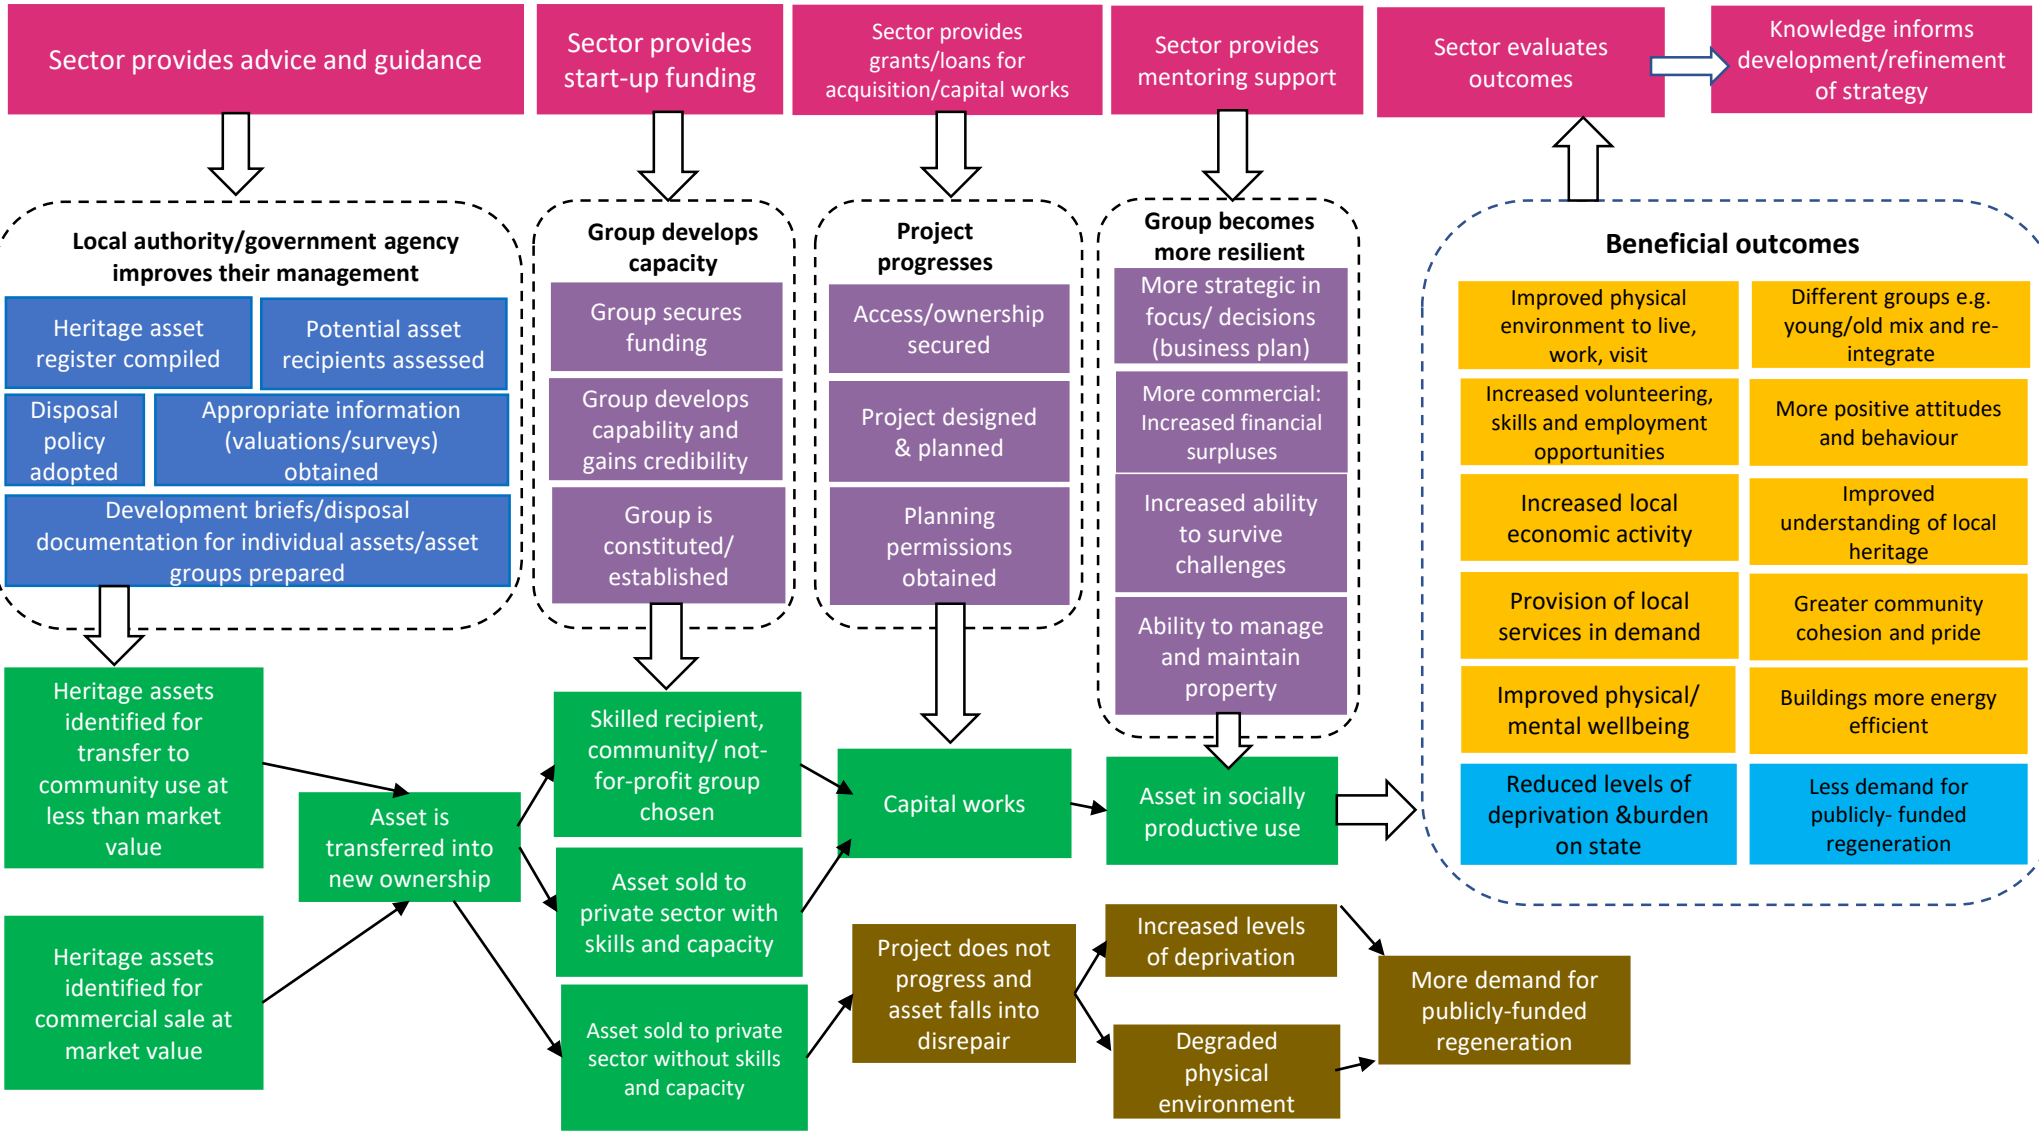 Sector provides advice and guidance
Sector provides
start-up funding
Sector provides
grants/loans for
acquisition/capital works
Sector provides
mentoring support
Sector evaluates
outcomes
Knowledge informs
development/refinement
of strategy
Local authority/government agency
improves their management
Heritage asset
register compiled
Potential asset
recipients assessed
Disposal
policy
adopted
Appropriate information
(valuations/surveys)
obtained
Development briefs/disposal
documentation for individual assets/asset
groups prepared
Group develops
capacity
Group secures
funding
Group develops
capability and
gains credibility
Group is
constituted/
established
Project
progresses
Access/ownership
secured
Project designed
& planned
Planning
permissions
obtained
Group becomes
more resilient
More strategic in
focus/ decisions
(business plan)
More commercial:
Increased financial
surpluses
Increased ability
to survive
challenges
Ability to manage
and maintain
property
Beneficial outcomes
Improved physical
environment to live,
work, visit
Different groups e.g.
young/old mix and re-
integrate
Increased volunteering,
skills and employment
opportunities
More positive attitudes
and behaviour
Increased local
economic activity
Improved
understanding of local
heritage
Provision of local
services in demand
Greater community
cohesion and pride
Improved physical/
mental wellbeing
Buildings more energy
efficient
Reduced levels of
deprivation &burden
on state
Less demand for
publicly- funded
regeneration
Heritage assets
identified for
transfer to
community use at
less than market
value
Heritage assets
identified for
commercial sale at
market value
Asset is
transferred into
new ownership
Skilled recipient,
community/ not-
for-profit group
chosen
Asset sold to
private sector with
skills and capacity
Asset sold to private
sector without skills
and capacity
Capital works
Asset in socially
productive use
Project does not
progress and
asset falls into
disrepair
Increased levels
of deprivation
Degraded
physical
environment
More demand for
publicly-funded
regeneration